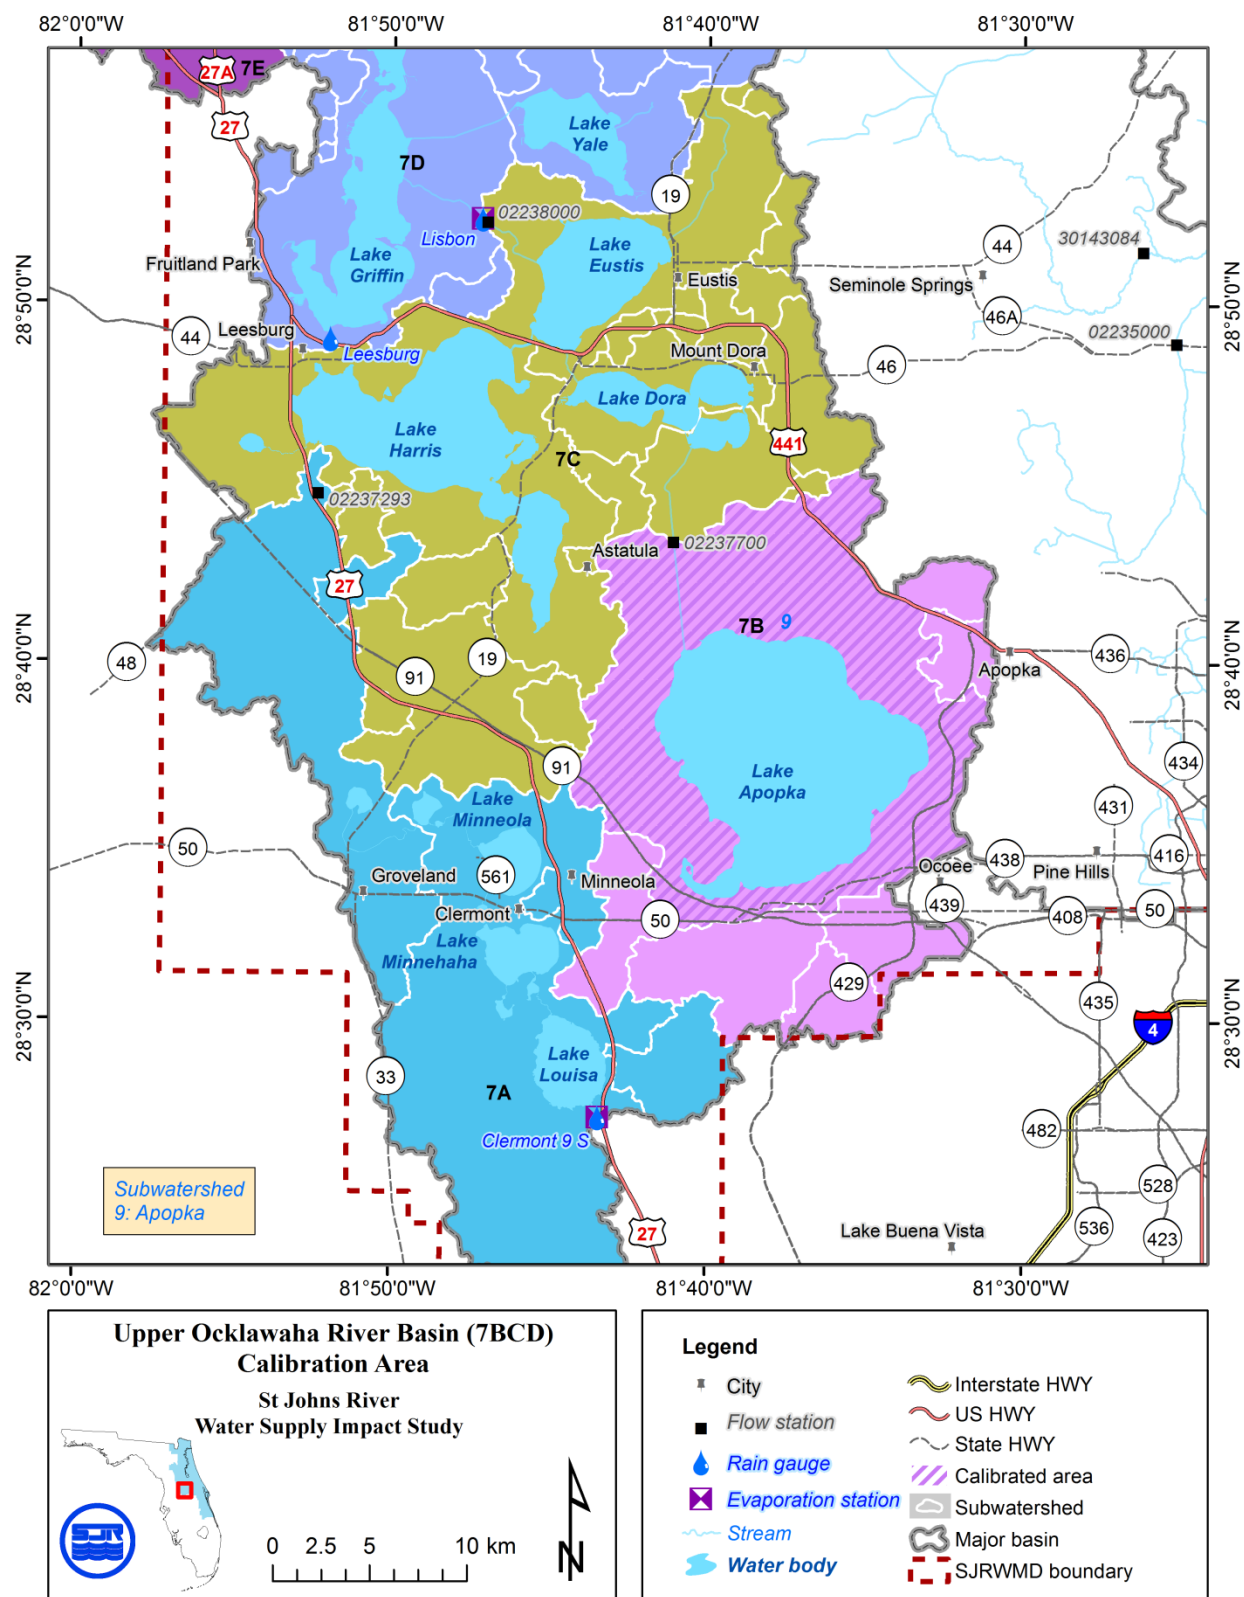 82°0'0"W
81°50'0"W
81°40'0"W
81°30'0"W
27A
7E
27
Lake
Yale
7D
19
02238000
Lisbon
Lake
Eustis
Lake
Griffin
Fruitland Park
30143084
44
Eustis
Seminole Springs
28°50'0"N
28°50'0"N
46A
02235000
44
Leesburg
Leesburg
Mount Dora
46
Lake Dora
Lake
Harris
441
7C
02237293
02237700
Astatula
27
7B
9
48
19
91
28°40'0"N
28°40'0"N
Apopka
436
91
434
Lake
Apopka
Lake
Minneola
431
50
Groveland
561
Minneola
Ocoee
438
Pine Hills
416
Clermont
50
439
408
50
Lake
Minnehaha
429
435
28°30'0"N
28°30'0"N
4
Lake
Louisa
33
7A
Clermont 9 S
482
Subwatershed
9: Apopka
528
27
Lake Buena Vista
536
423
82°0'0"W
81°50'0"W
81°40'0"W
81°30'0"W
Upper Ocklawaha River Basin (7BCD)
Calibration Area
St Johns River
Water Supply Impact Study
SJR
0 2.5 5 10 km
N
Legend
City
Flow station
Rain gauge
Evaporation station
Stream
Water body
Interstate HWY
US HWY
State HWY
Calibrated area
Subwatershed
Major basin
SJRWMD boundary